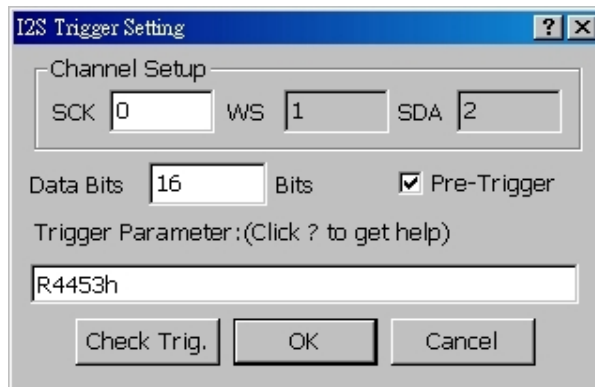 I2S Trigger Setting
Channel Setup
SCK 0 WS 1 SDA 2
Data Bits 16 Bits Pre-Trigger
Trigger Parameter:(Click ? to get help)
R4453h
Check Trig. OK Cancel